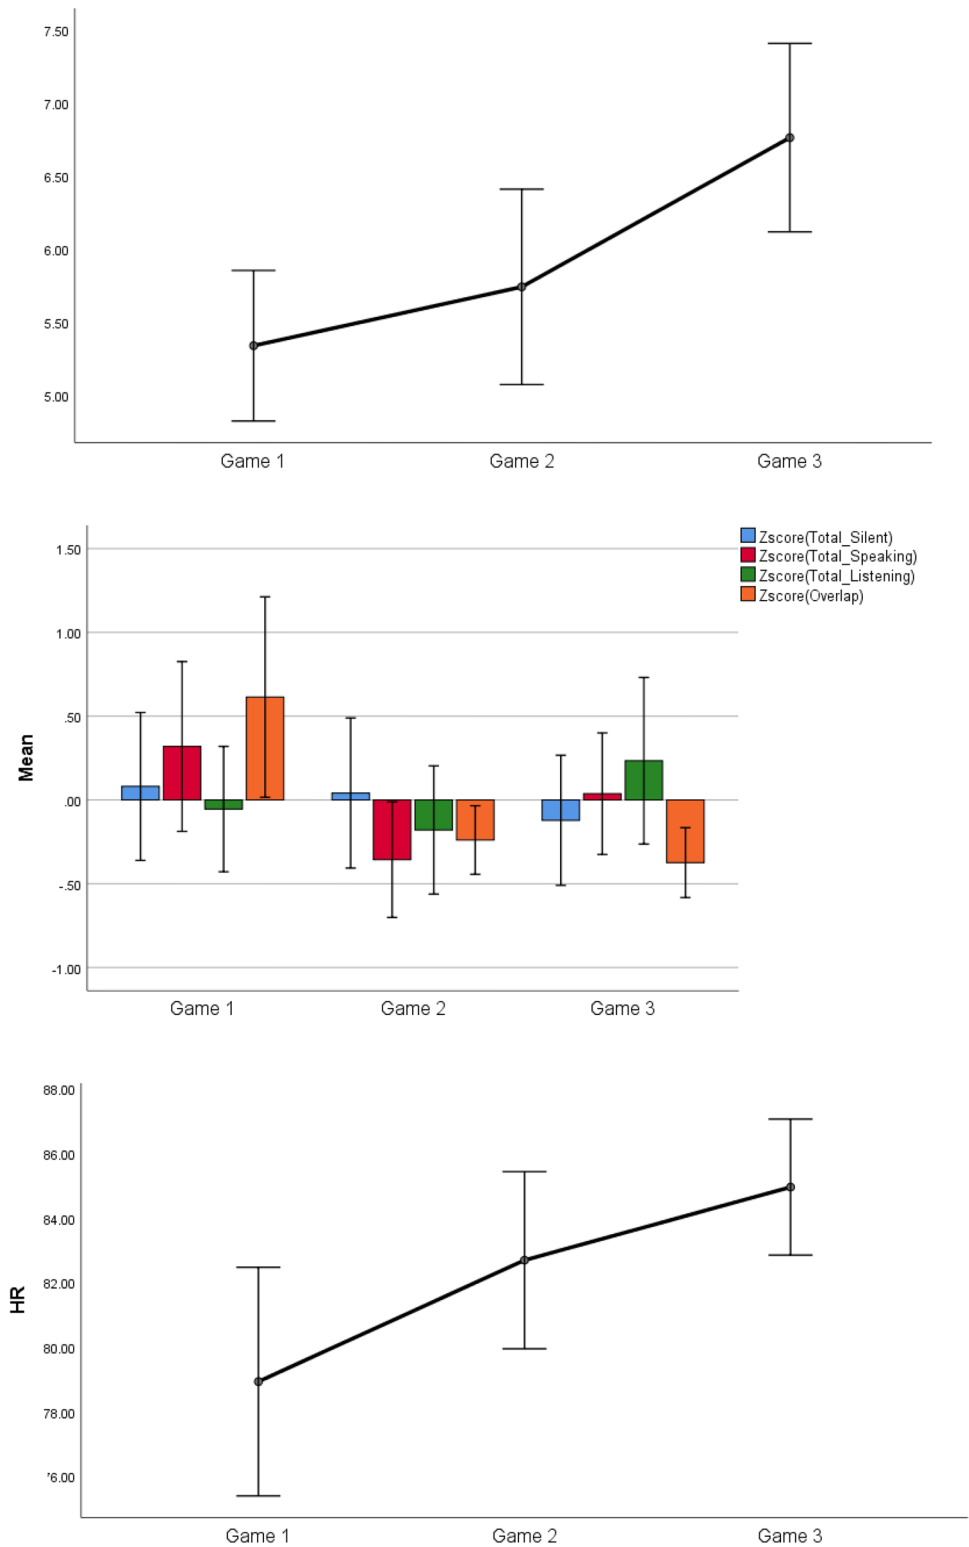 7.50
7.00
6.50
6.00
5.50
5.00
Game 1 Game 2 Game 3
Zscore(Total_Silent)
Zscore(Total_Speaking)
Zscore(Total_Listening)
Zscore(Overlap)
Mean
1.50
1.00
.50
.00
-.50
-1.00
Game 1 Game 2 Game 3
HR
88.00
86.00
84.00
82.00
80.00
78.00
76.00
Game 1 Game 2 Game 3